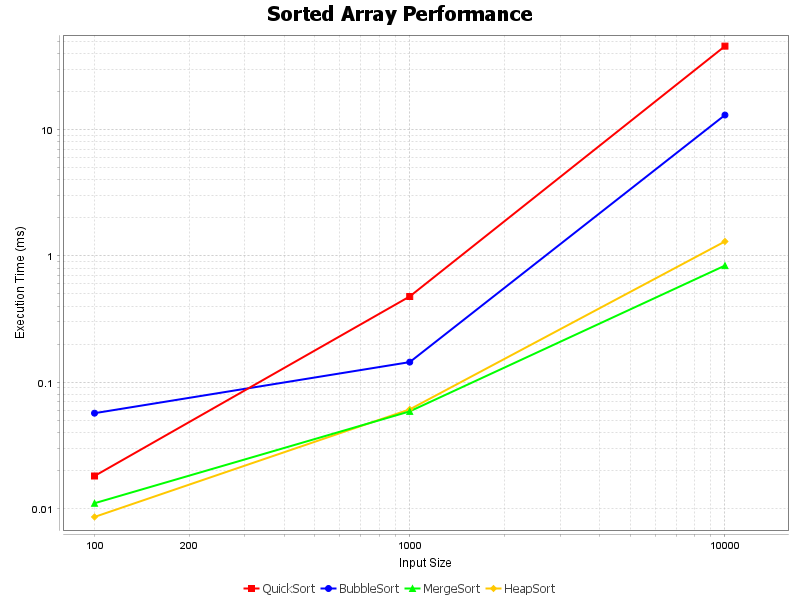 Sorted Array Performance
Execution Time (ms)
10
1
0.1
0.01
100 200 1000 10000
Input Size
QuickSort BubbleSort MergeSort HeapSort